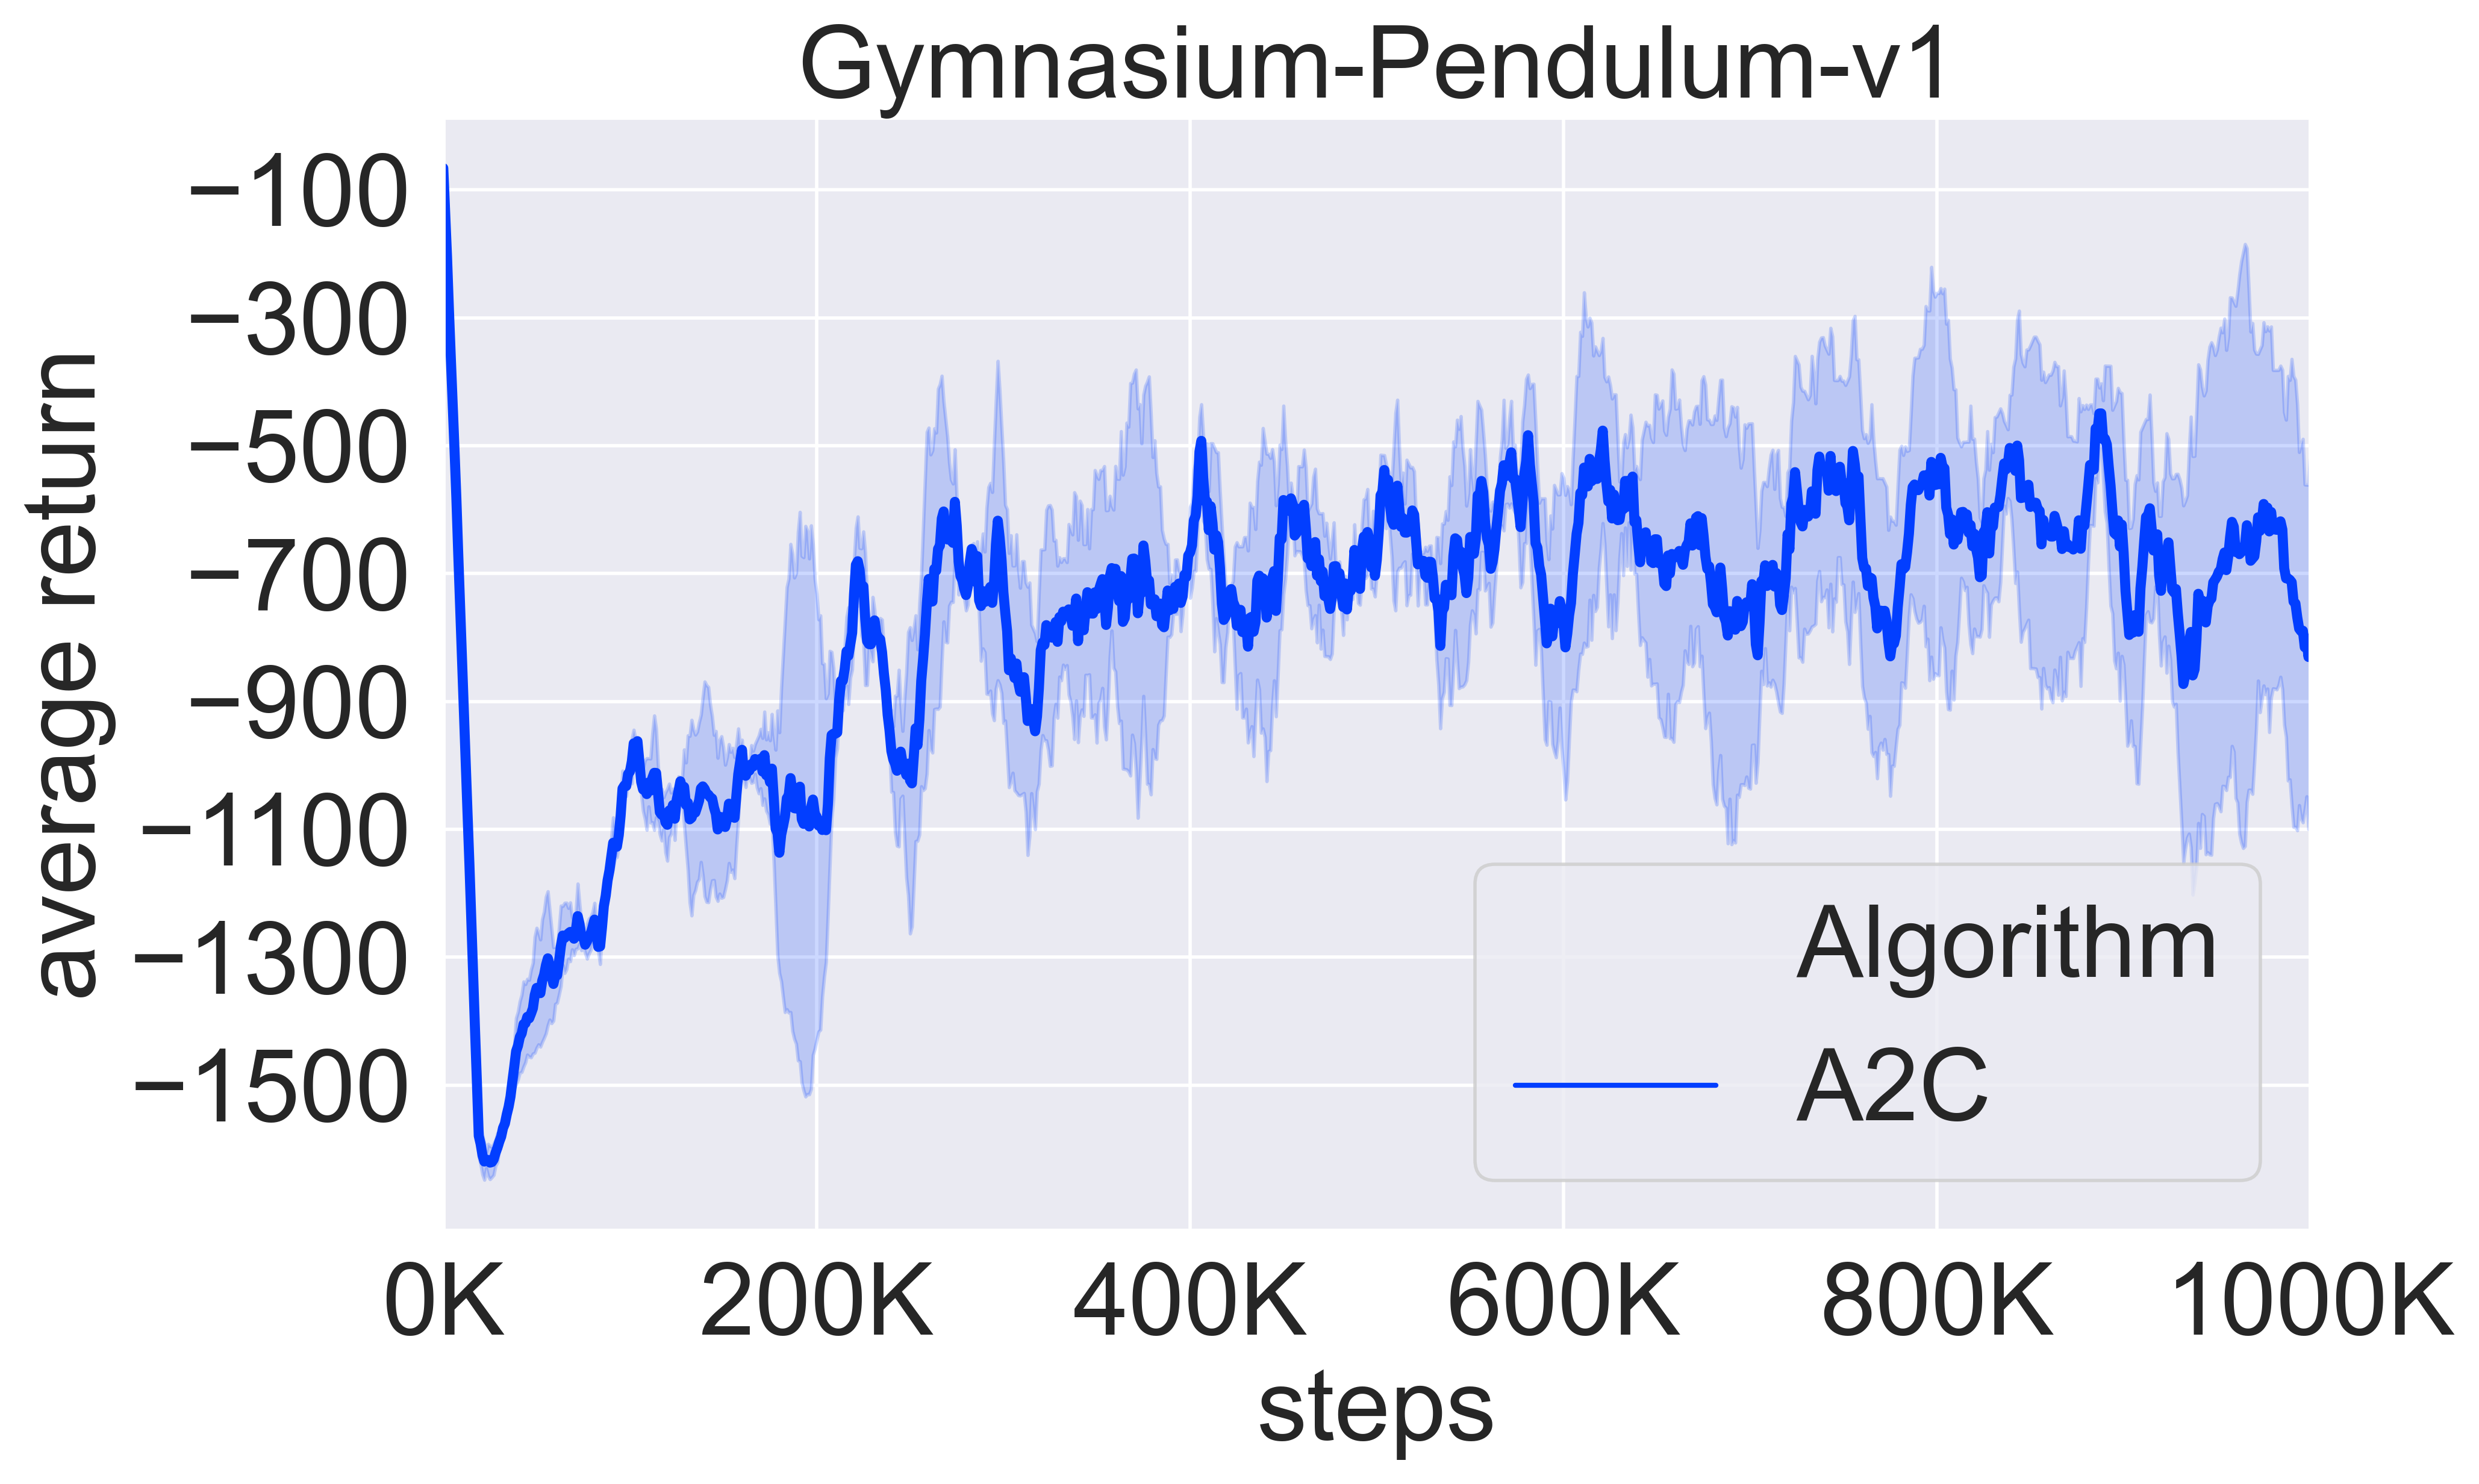 Gymnasium-Pendulum-v1
average return
−100
−300
−500
−700
−900
−1100
−1300
−1500
Algorithm
A2C
0K 200K 400K 600K 800K 1000K
steps